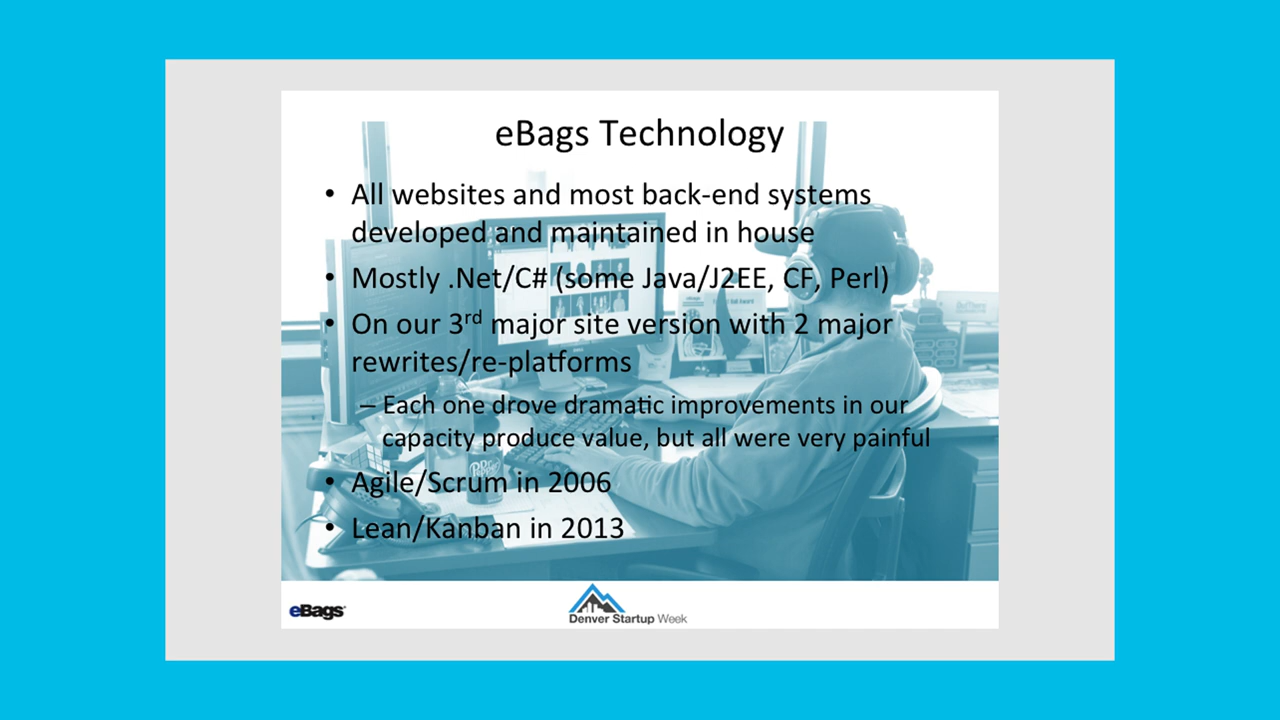 eBags Technology
• All websites and most back-end systems
developed and maintained in house
• Mostly .Net/C# (some Java/J2EE, CF, Perl)
• On our 3rd major site version with 2 major
rewrites/re-platforms
– Each one drove dramatic improvements in our
capacity produce value, but all were very painful
• Agile/Scrum in 2006
• Lean/Kanban in 2013
DR Pepper
eBags
Denver Startup Week